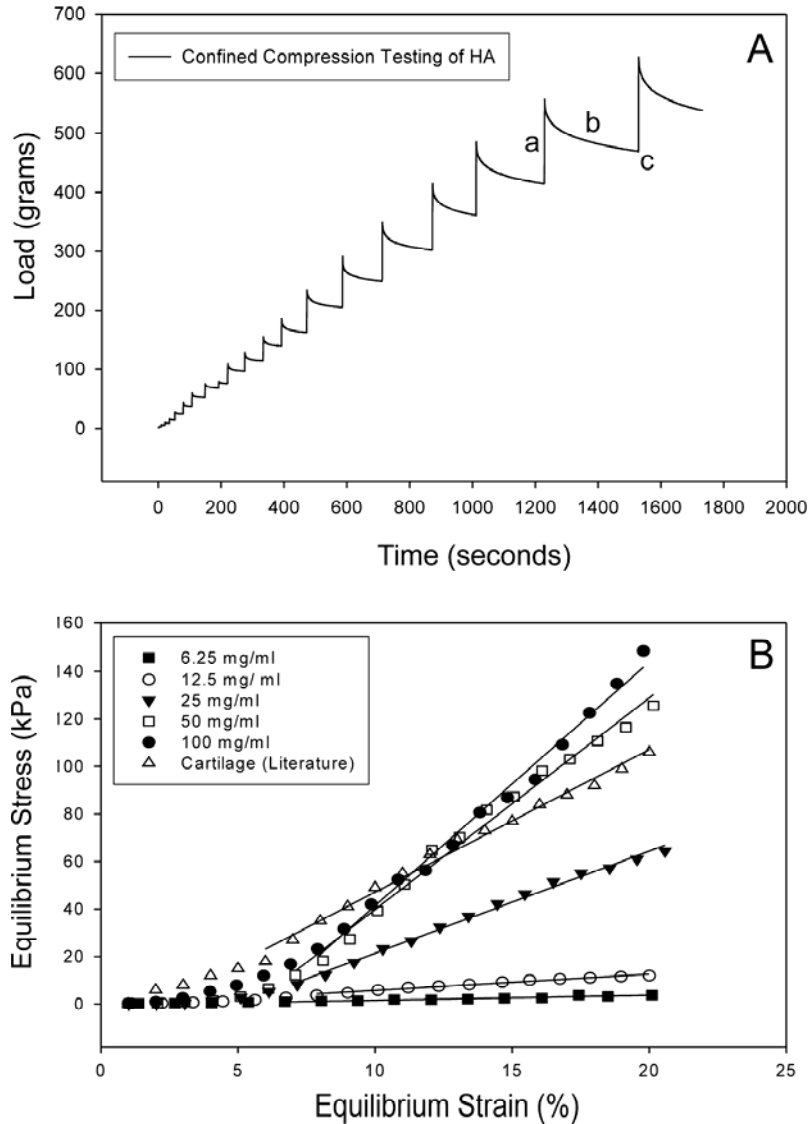 700
600
500
400
300
200
100
0
Load (grams)
Confined Compression Testing of HA
A
a
b
c
0 200 400 600 800 1000 1200 1400 1600 1800 2000
Time (seconds)
160
140
120
100
80
60
40
20
0
Equilibrium Stress (kPa)
6.25 mg/ml
12.5 mg/ ml
25 mg/ml
50 mg/ml
100 mg/ml
Cartilage (Literature)
B
0 5 10 15 20 25
Equilibrium Strain (%)